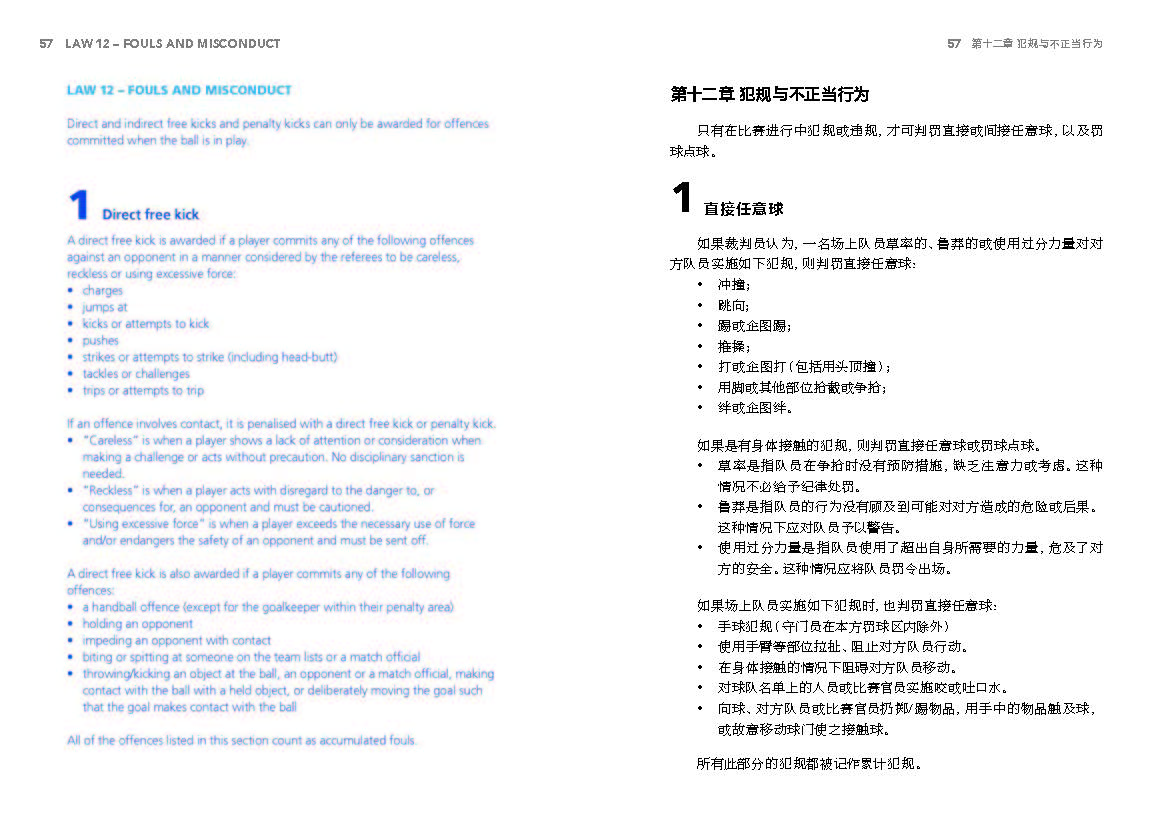 57 LAW 12 – FOULS AND MISCONDUCT
LAW 12 – FOULS AND MISCONDUCT
Direct and indirect free kicks and penalty kicks can only be awarded for offences
committed when the ball is in play.
1 Direct free kick
A direct free kick is awarded if a player commits any of the following offences
against an opponent in a manner considered by the referees to be careless,
reckless or using excessive force:
• charges
• jumps at
• kicks or attempts to kick
• pushes
• strikes or attempts to strike (including head-butt)
• tackles or challenges
• trips or attempts to trip
If an offence involves contact, it is penalised with a direct free kick or penalty kick.
• “Careless” is when a player shows a lack of attention or consideration when
making a challenge or acts without precaution. No disciplinary sanction is
needed.
• “Reckless” is when a player acts with disregard to the danger to, or
consequences for, an opponent and must be cautioned.
• “Using excessive force” is when a player exceeds the necessary use of force
and/or endangers the safety of an opponent and must be sent off.
A direct free kick is also awarded if a player commits any of the following
offences:
• a handball offence (except for the goalkeeper within their penalty area)
• holding an opponent
• impeding an opponent with contact
• biting or spitting at someone on the team lists or a match official
• throwing/kicking an object at the ball, an opponent or a match official, making
contact with the ball with a held object, or deliberately moving the goal such
that the goal makes contact with the ball
All of the offences listed in this section count as accumulated fouls.
57 第十二章 犯规与不正当行为
第十二章 犯规与不正当行为
只有在比赛进行中犯规或违规，才可判罚直接或间接任意球，以及罚
球点球。
1 直接任意球
如果裁判员认为，一名场上队员草率的、鲁莽的或使用过分力量对对
方队员实施如下犯规，则判罚直接任意球：
• 冲撞；
• 跳向；
• 踢或企图踢；
• 推搡；
• 打或企图打（包括用头顶撞）；
• 用脚或其他部位抢截或争抢；
• 绊或企图绊。
如果是有身体接触的犯规，则判罚直接任意球或罚球点球。
• 草率是指队员在争抢时没有预防措施，缺乏注意力或考虑。这种
情况不必给予纪律处罚。
• 鲁莽是指队员的行为没有顾及到可能对对方造成的危险或后果。
这种情况下应对队员予以警告。
• 使用过分力量是指队员使用了超出自身所需要的力量，危及了对
方的安全。这种情况应将队员罚令出场。
如果场上队员实施如下犯规时，也判罚直接任意球：
• 手球犯规（守门员在本方罚球区内除外）
• 使用手臂等部位拉扯、阻止对方队员行动。
• 在身体接触的情况下阻碍对方队员移动。
• 对球队名单上的人员或比赛官员实施咬或吐口水。
• 向球、对方队员或比赛官员扔掷/踢物品，用手中的物品触及球，
或故意移动球门使之接触球。
所有此部分的犯规都被记作累计犯规。